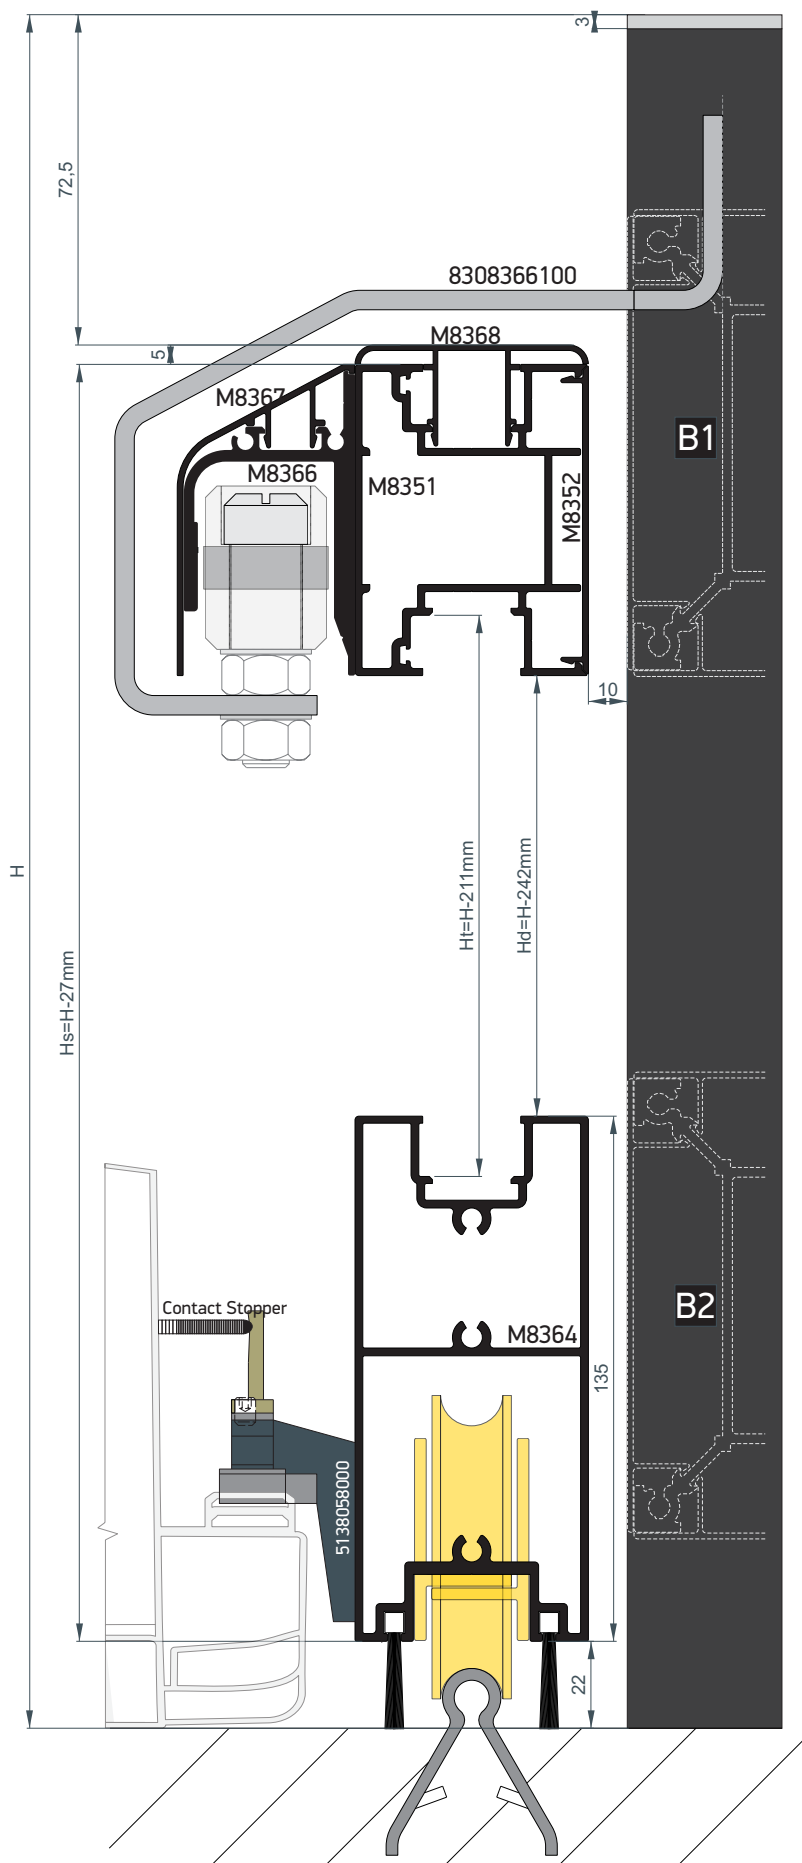 3
72,5
8308366100
M8368
5
M8367
B1
M8366
M8351
M8352
10
H
Ht=H-211mm
Hd=H-242mm
Hs=H-27mm
Contact Stopper
B2
M8364
135
5138058000
22